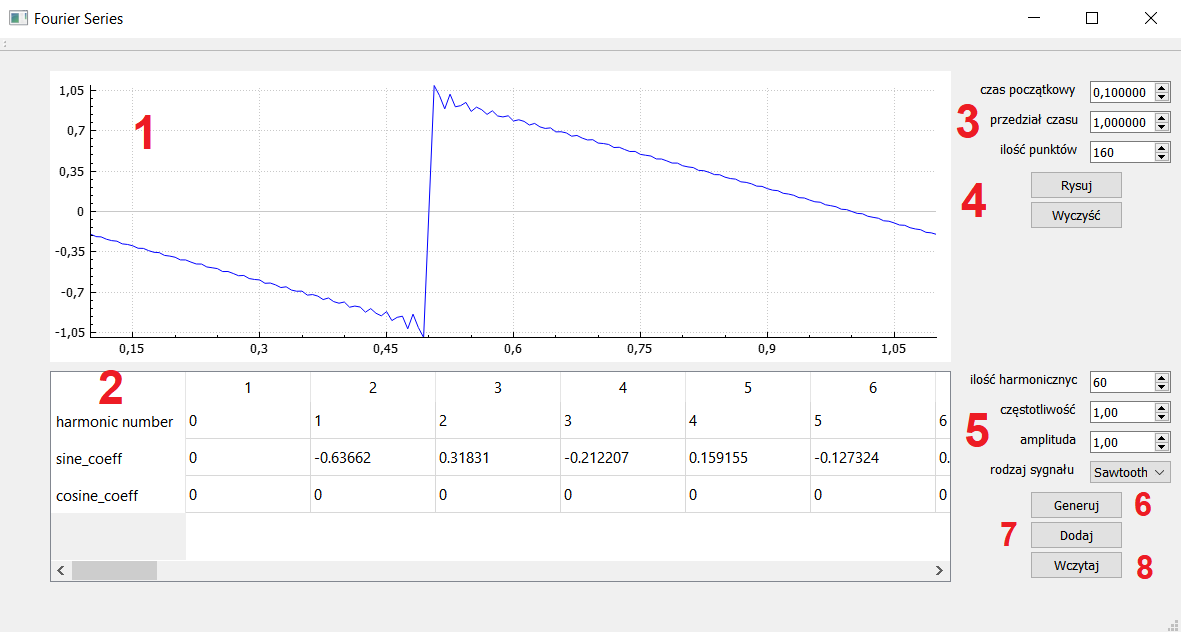 Fourier Series
1,05
0,7
0,35
0
-0,35
-0,7
-1,05
0,15 0,3 0,45 0,6 0,75 0,9 1,05
1
czas początkowy 0,100000
3 przedział czasu 1,000000
ilość punktów 160
4 Rysuj
Wyczyść
2 1 2 3 4 5 6
harmonic number 0 1 2 3 4 5 6
sine_coeff 0 -0.63662 0.31831 -0.212207 0.159155 -0.127324 0.
cosine_coeff 0 0 0 0 0 0 0
ilość harmonicznyc 60
częstotliwość 1,00
5 amplituda 1,00
rodzaj sygnału Sawtooth
Generuj 6
7 Dodaj
Wczytaj 8